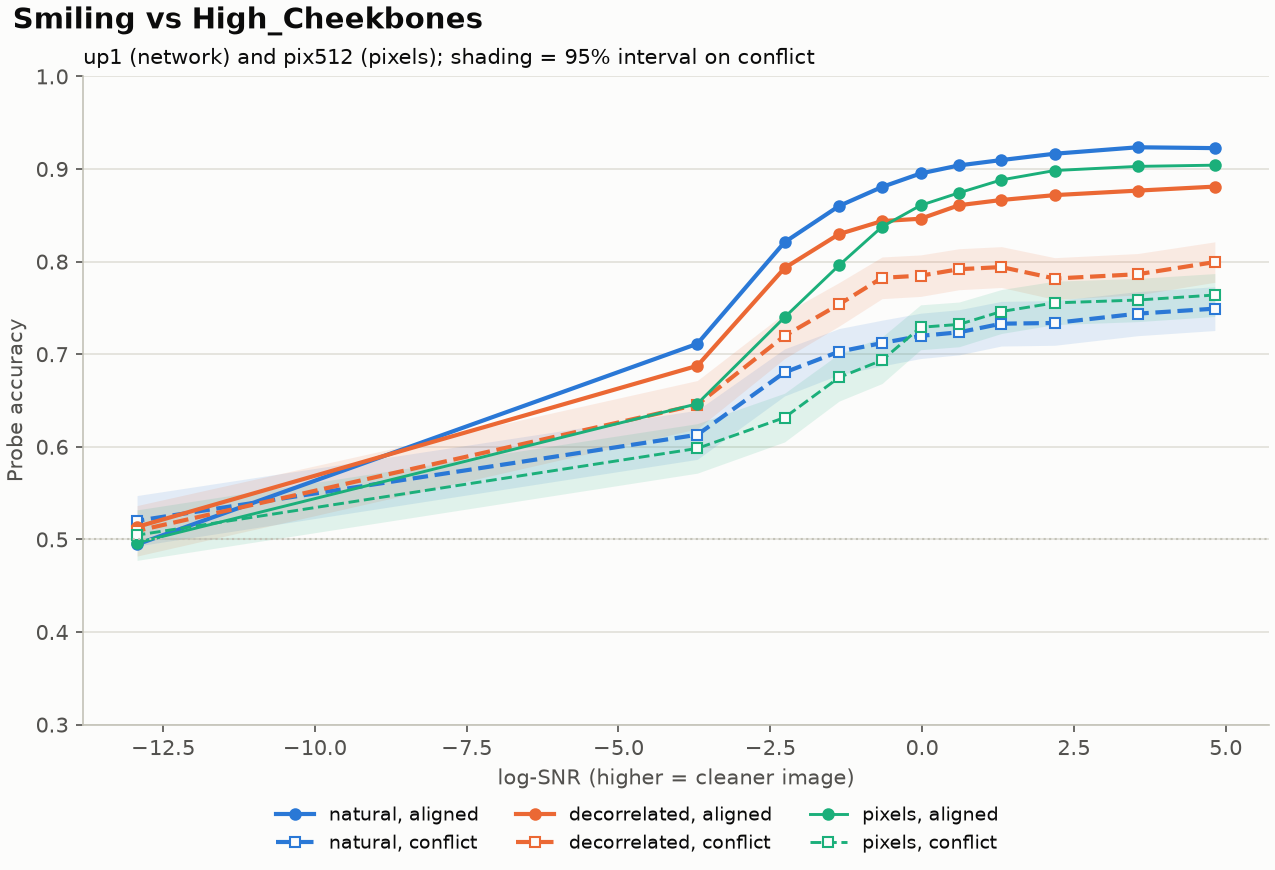 Smiling vs High_Cheekbones
up1 (network) and pix512 (pixels); shading = 95% interval on conflict
1.0
0.9
0.8
0.7
0.6
0.5
0.4
0.3
Probe accuracy
−12.5 −10.0 −7.5 −5.0 −2.5 0.0 2.5 5.0
log-SNR (higher = cleaner image)
natural, aligned decorrelated, aligned pixels, aligned
natural, conflict decorrelated, conflict pixels, conflict